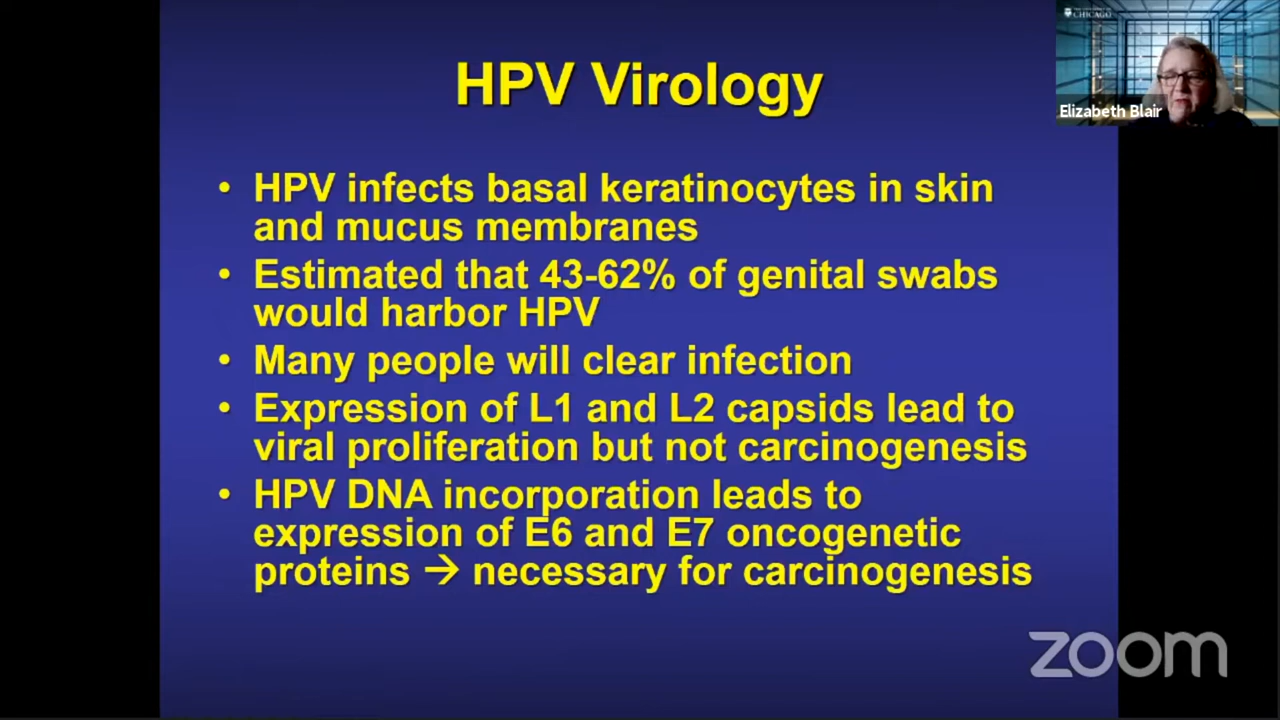 HPV Virology
CHICAGO
Elizabeth Blair
• HPV infects basal keratinocytes in skin
and mucus membranes
• Estimated that 43-62% of genital swabs
would harbor HPV
• Many people will clear infection
• Expression of L1 and L2 capsids lead to
viral proliferation but not carcinogenesis
• HPV DNA incorporation leads to
expression of E6 and E7 oncogenetic
proteins → necessary for carcinogenesis
zoom